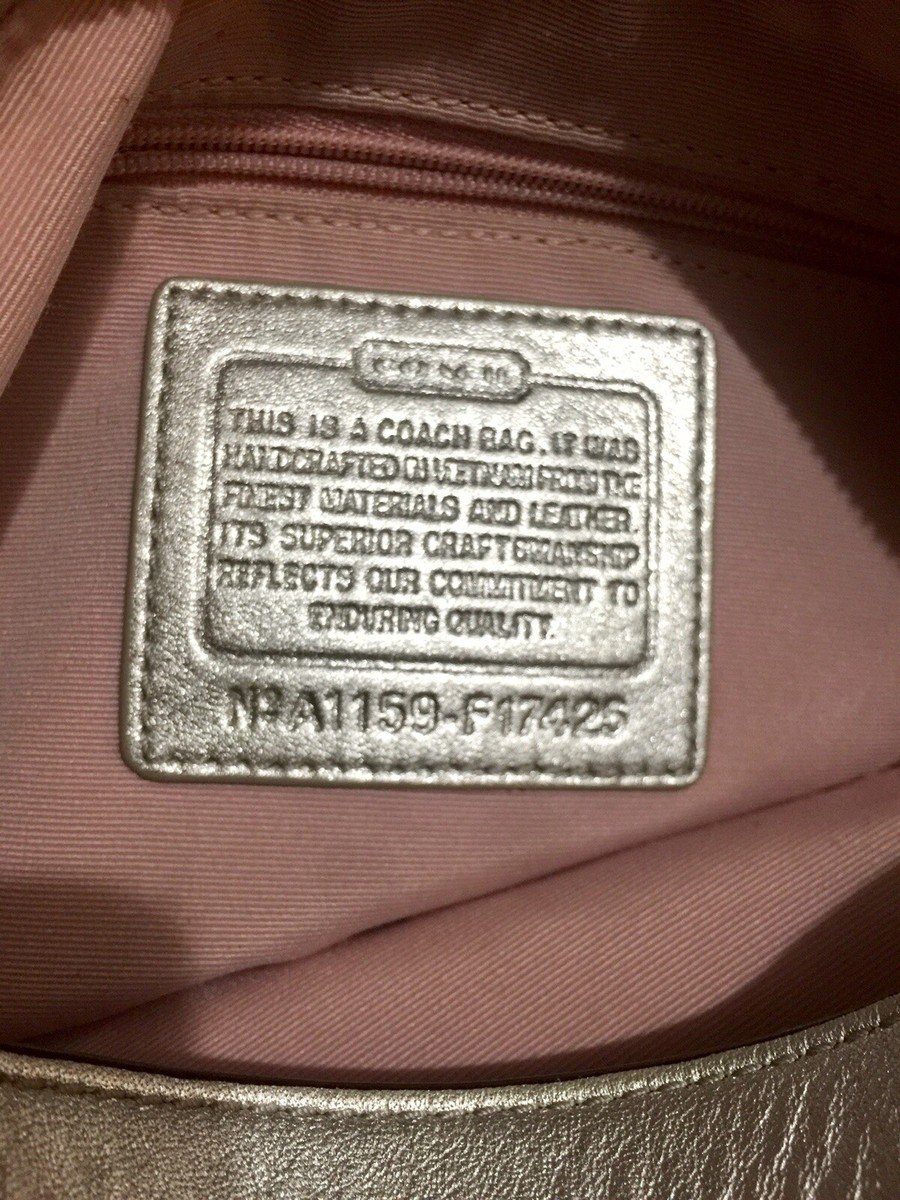 THIS IS A COACH BAG. IT WAS
HANDCRAFTED IN VIETNAM FROM THE
FINEST MATERIALS AND LEATHER.
ITS SUPERIOR CRAFTSMANSHIP
REFLECTS OUR COMMITMENT TO
ENDURING QUALITY.
Nº A1159-F17425